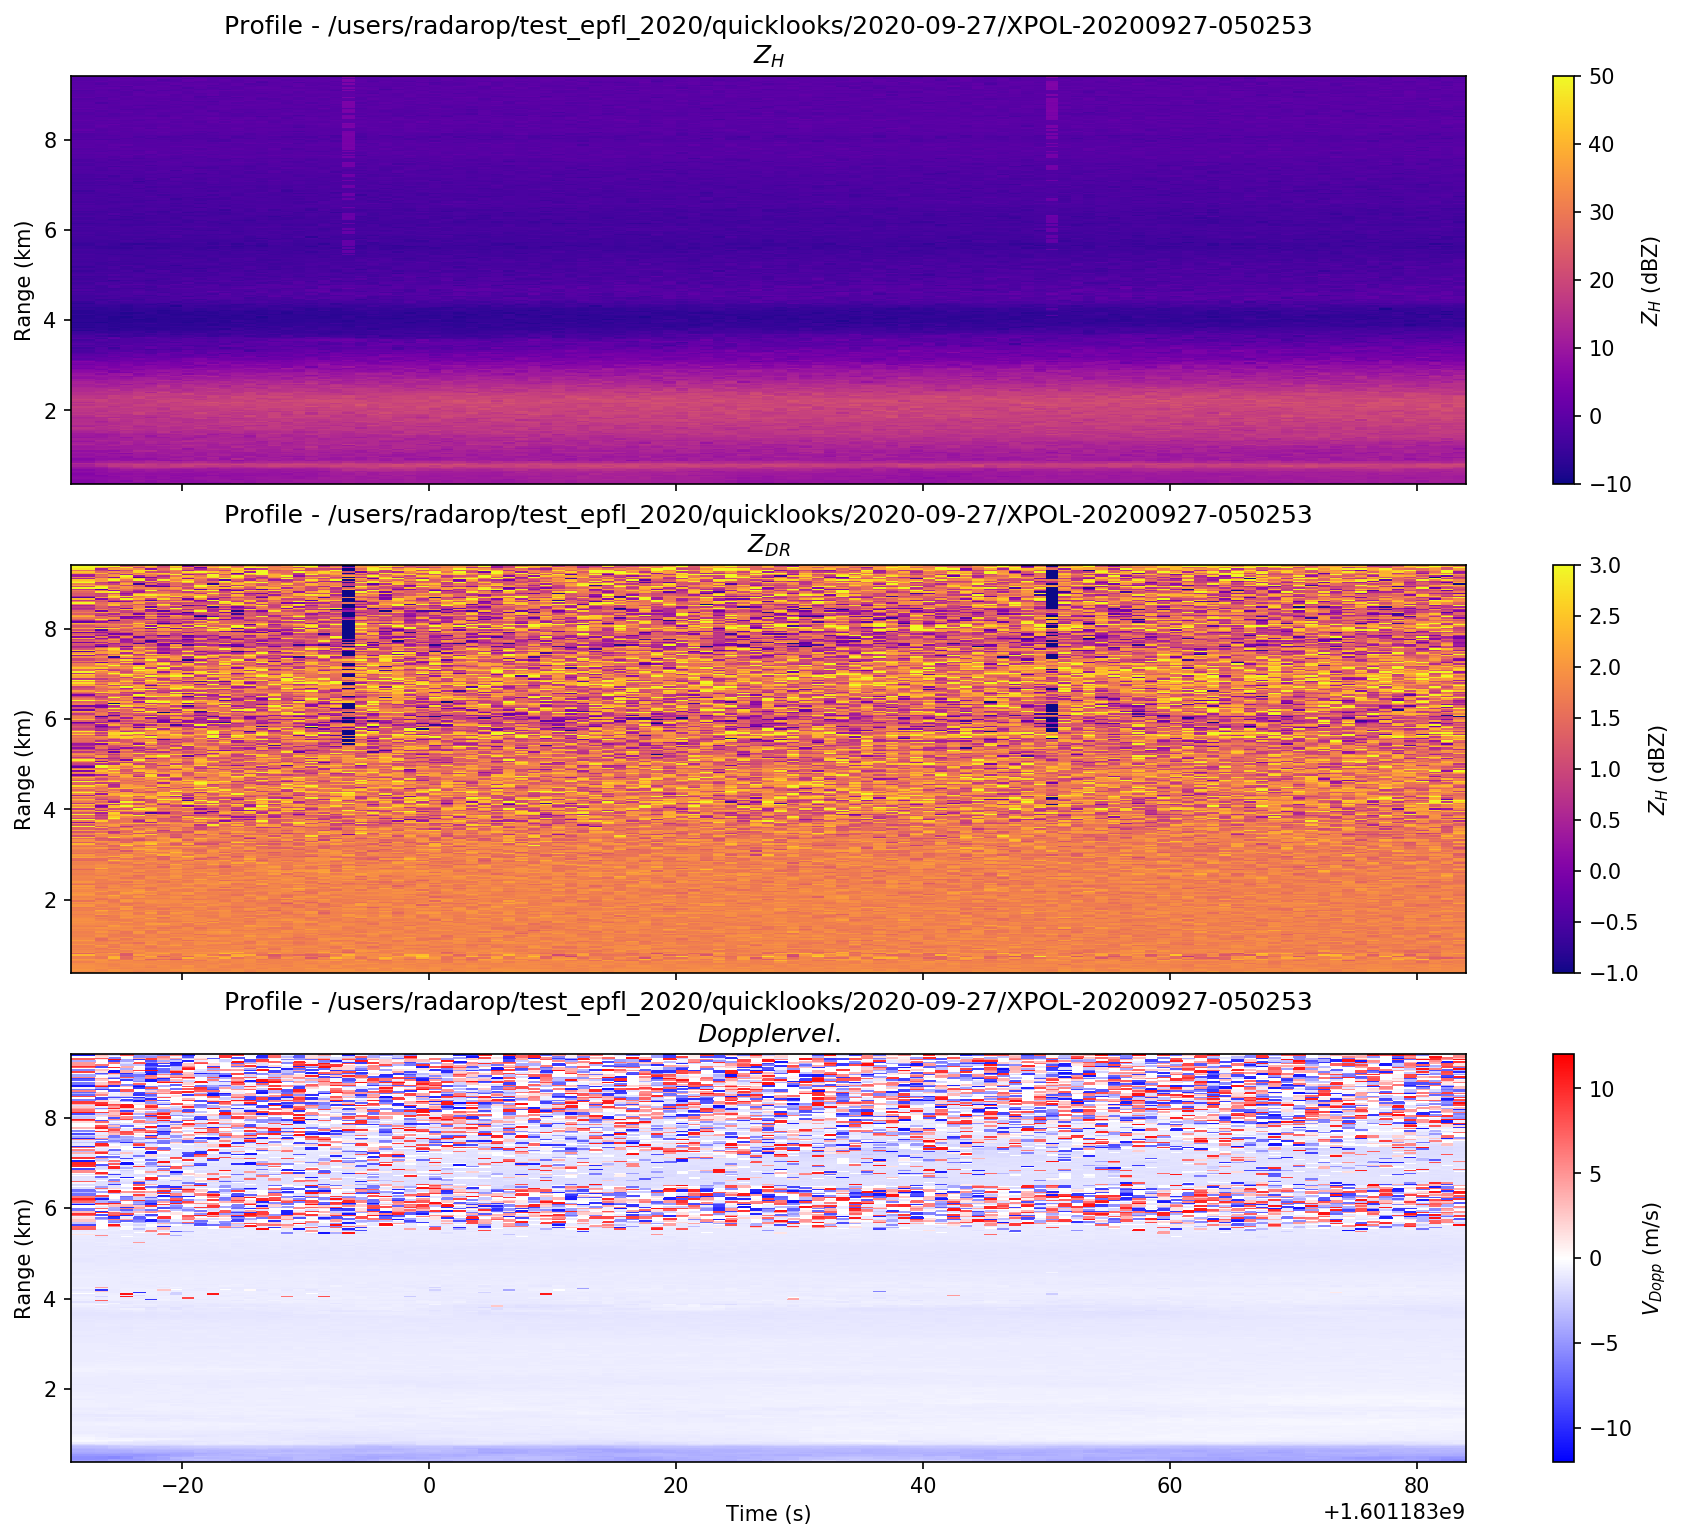 Profile - /users/radarop/test_epfl_2020/quicklooks/2020-09-27/XPOL-20200927-050253
Z_H
8
6
4
2
Range (km)
50
40
30
20
10
0
−10
Z_H (dBZ)
Profile - /users/radarop/test_epfl_2020/quicklooks/2020-09-27/XPOL-20200927-050253
Z_DR
8
6
4
2
Range (km)
3.0
2.5
2.0
1.5
1.0
0.5
0.0
−0.5
−1.0
Z_H (dBZ)
Profile - /users/radarop/test_epfl_2020/quicklooks/2020-09-27/XPOL-20200927-050253
Dopplervel.
8
6
4
2
Range (km)
10
5
0
−5
−10
V_Dopp (m/s)
−20 0 20 40 60 80
Time (s)
+1.601183e9